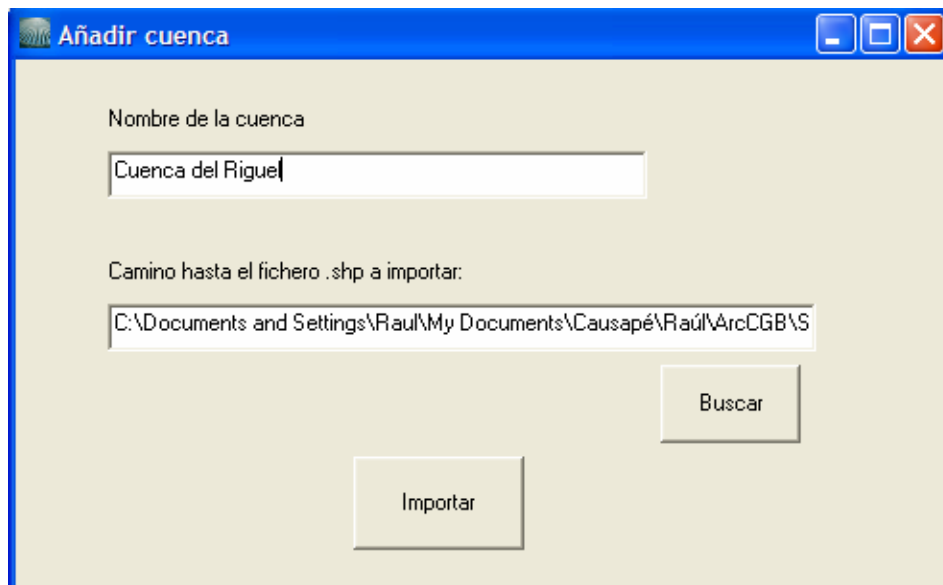 Añadir cuenca
Nombre de la cuenca
Cuenca del Riguel
Camino hasta el fichero .shp a importar:
C:\Documents and Settings\Raul\My Documents\Causapé\Raúl\ArcCGB\S
Buscar
Importar